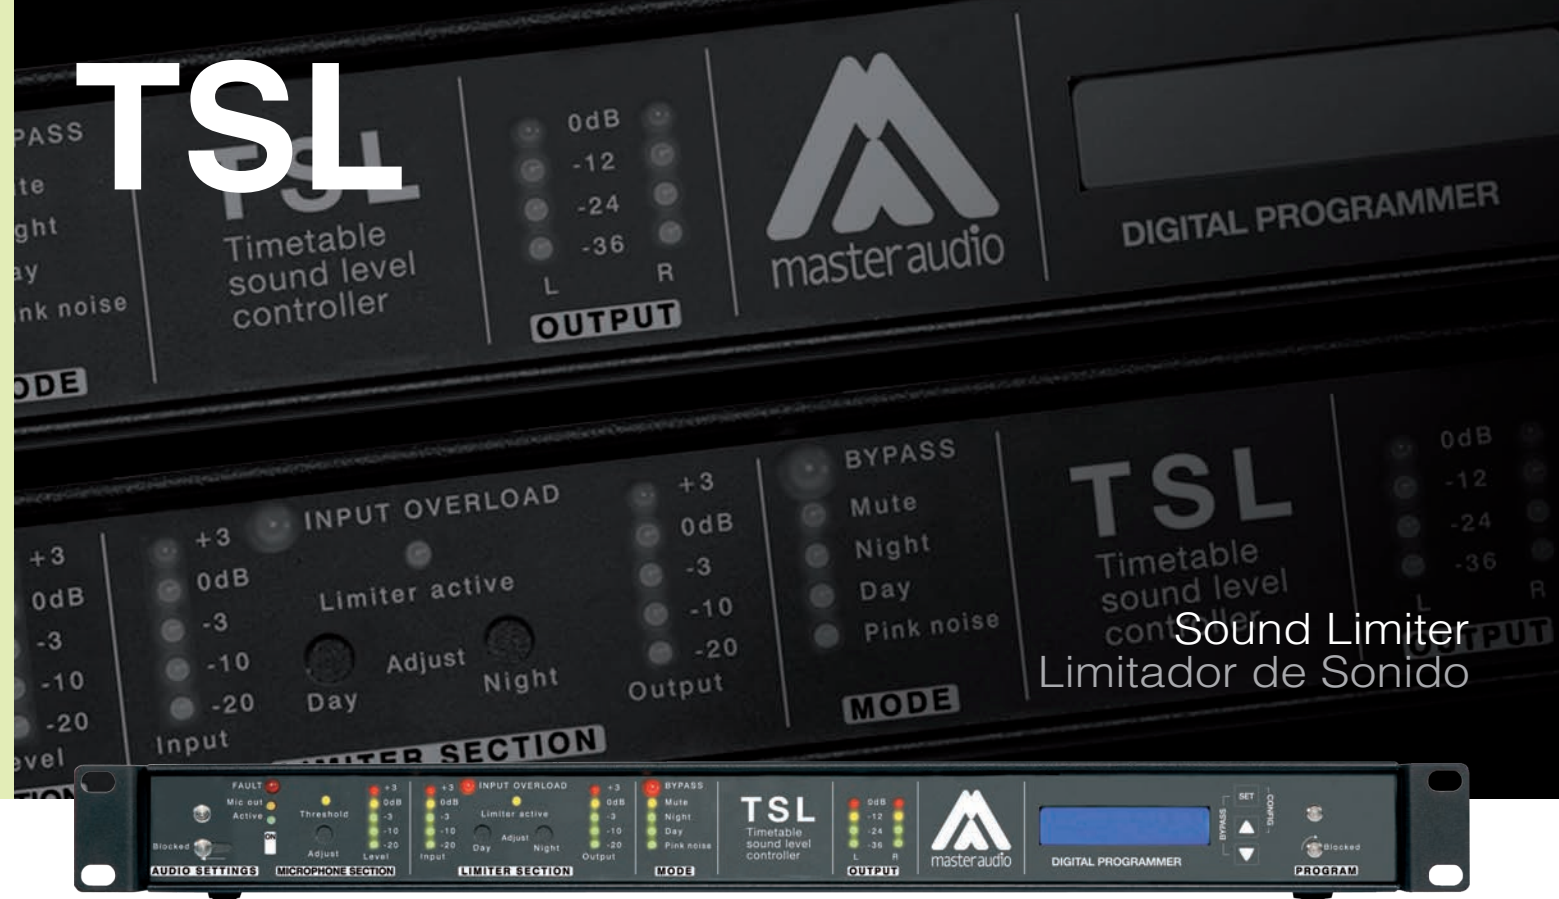 TSL
PASS
ght
ay
nk noise
ODE
TSL
Timetable
sound level
controller
0dB
-12
-24
-36
L R
OUTPUT
masteraudio
DIGITAL PROGRAMMER
+3
0dB
-3
-10
-20
evel
+3
0dB
-3
-10
-20
Input
INPUT OVERLOAD
Limiter active
Adjust
Day
Night
LIMITER SECTION
+3
0dB
-3
-10
-20
Output
BYPASS
Mute
Night
Day
Pink noise
MODE
TSL
Timetable
sound level
controller
0dB
-12
-24
-36
L R
OUTPUT
Sound Limiter
Limitador de Sonido
FAULT
Mic out
Active
ON
Blocked
AUDIO SETTINGS
Threshold
Adjust
+3
0dB
-3
-10
-20
Level
MICROPHONE SECTION
+3
0dB
-3
-10
-20
Input
INPUT OVERLOAD
Limiter active
Adjust
Day
Night
+3
0dB
-3
-10
-20
Output
LIMITER SECTION
BYPASS
Mute
Night
Day
Pink noise
MODE
TSL
Timetable
sound level
controller
0dB
-12
-24
-36
L R
OUTPUT
masteraudio
DIGITAL PROGRAMMER
BYPASS
SET
CONFIG
Blocked
PROGRAM